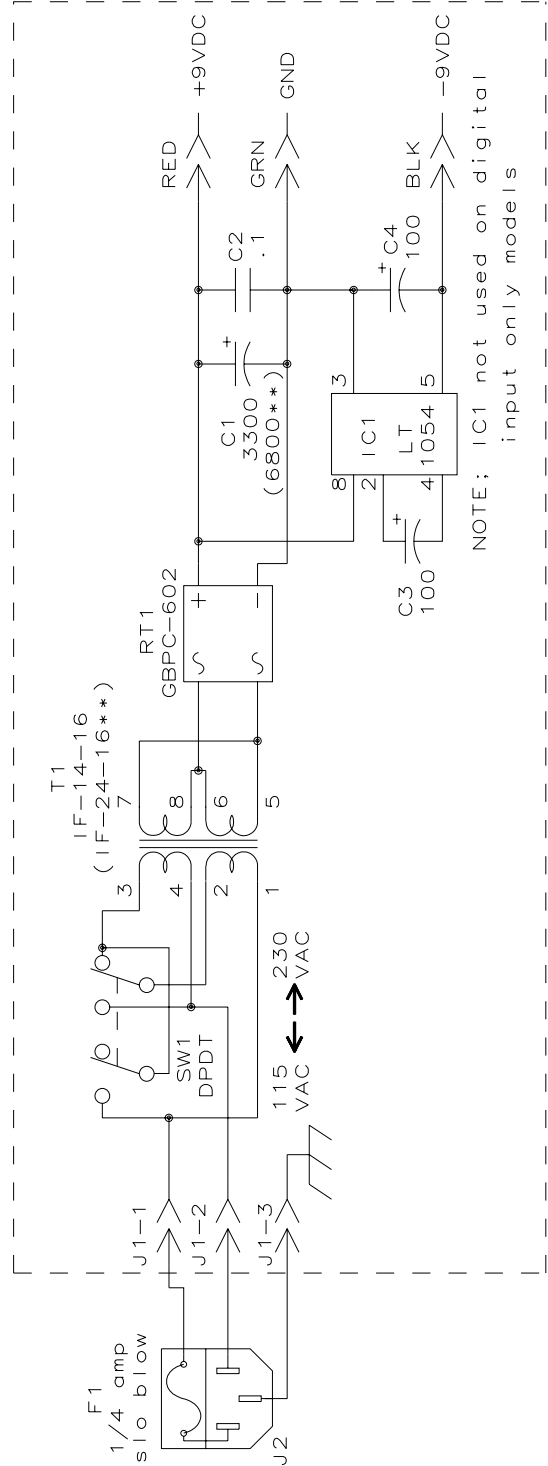 F1
1/4 amp
slo blow
J2
J1-1
J1-2
J1-3
SW1
DPDT
115
VAC
230
VAC
T1
IF-14-16
(IF-24-16**)
3
4
2
1
7
8
6
5
RT1
GBPC-602
+
-
C1
3300
(6800**)
+
C2
.1
RED
+9VDC
GRN
GND
BLK
-9VDC
C3
100
+
8
2
4
3
5
IC1
LT
1054
C4
100
+
NOTE; IC1 not used on digital
input only models